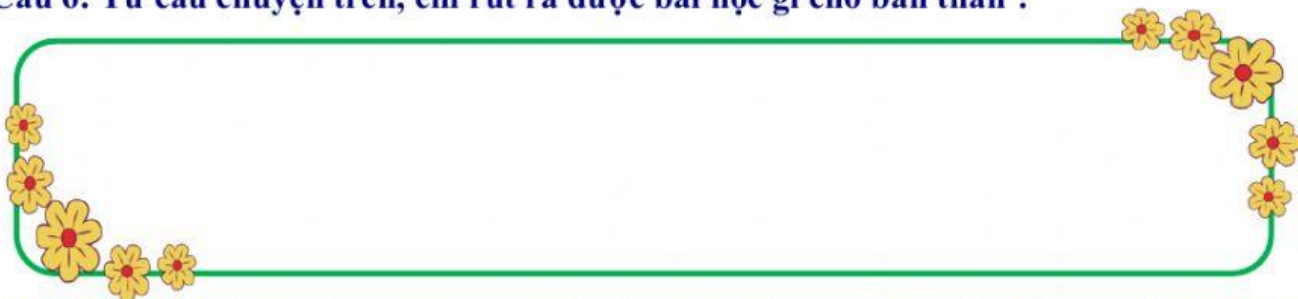 Câu 6: Từ câu chuyện trên, em rút ra được bài học gì cho bản thân ?